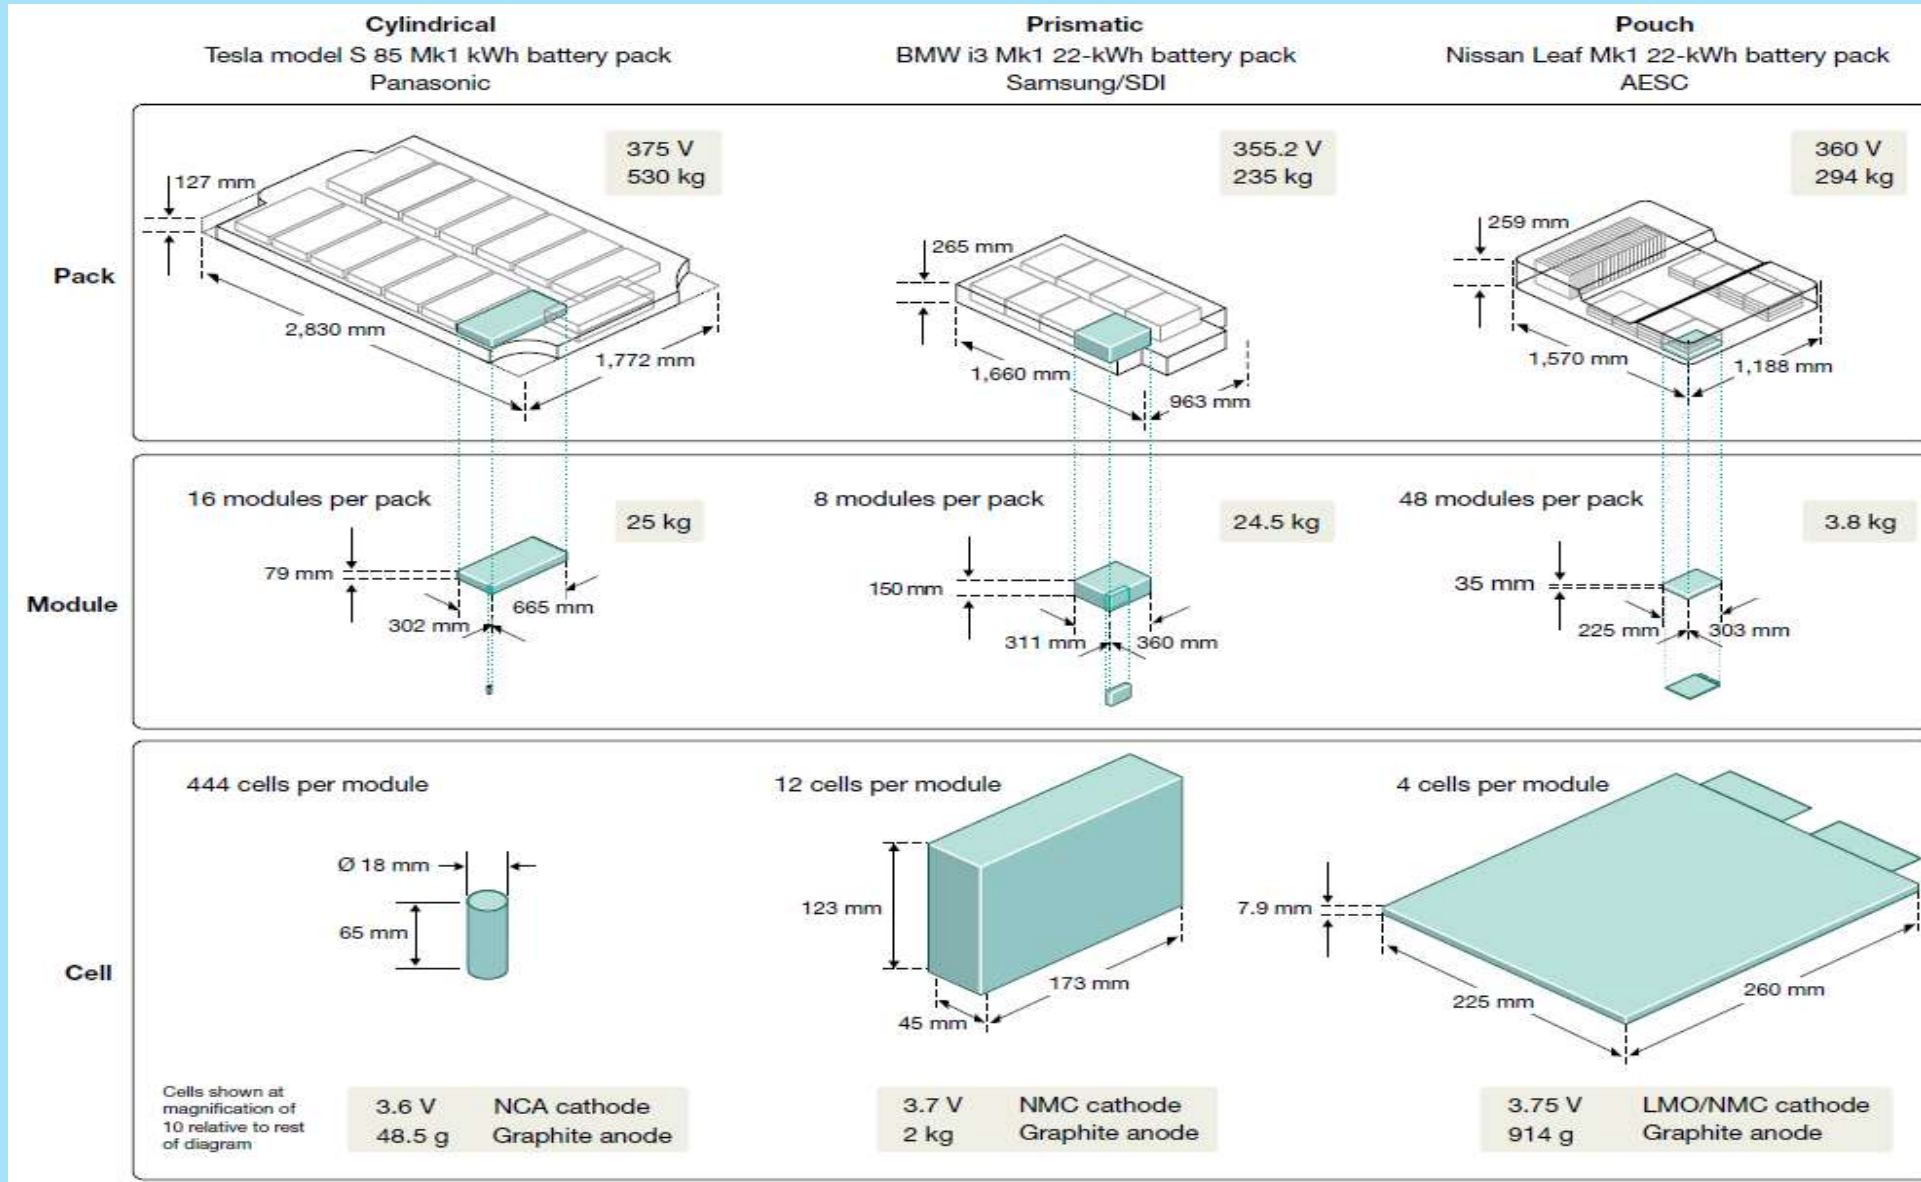 Cylindrical
Tesla model S 85 Mk1 kWh battery pack
Panasonic
Prismatic
BMW i3 Mk1 22-kWh battery pack
Samsung/SDI
Pouch
Nissan Leaf Mk1 22-kWh battery pack
AESC
Pack
375 V
530 kg
127 mm
2,830 mm
1,772 mm
355.2 V
235 kg
265 mm
1,660 mm
963 mm
360 V
294 kg
259 mm
1,570 mm
1,188 mm
Module
16 modules per pack
25 kg
79 mm
302 mm
665 mm
8 modules per pack
24.5 kg
150 mm
311 mm
360 mm
48 modules per pack
3.8 kg
35 mm
225 mm
303 mm
Cell
444 cells per module
Ø 18 mm
65 mm
12 cells per module
123 mm
45 mm
173 mm
4 cells per module
7.9 mm
225 mm
260 mm
Cells shown at
magnification of
10 relative to rest
of diagram
3.6 V NCA cathode
48.5 g Graphite anode
3.7 V NMC cathode
2 kg Graphite anode
3.75 V LMO/NMC cathode
914 g Graphite anode